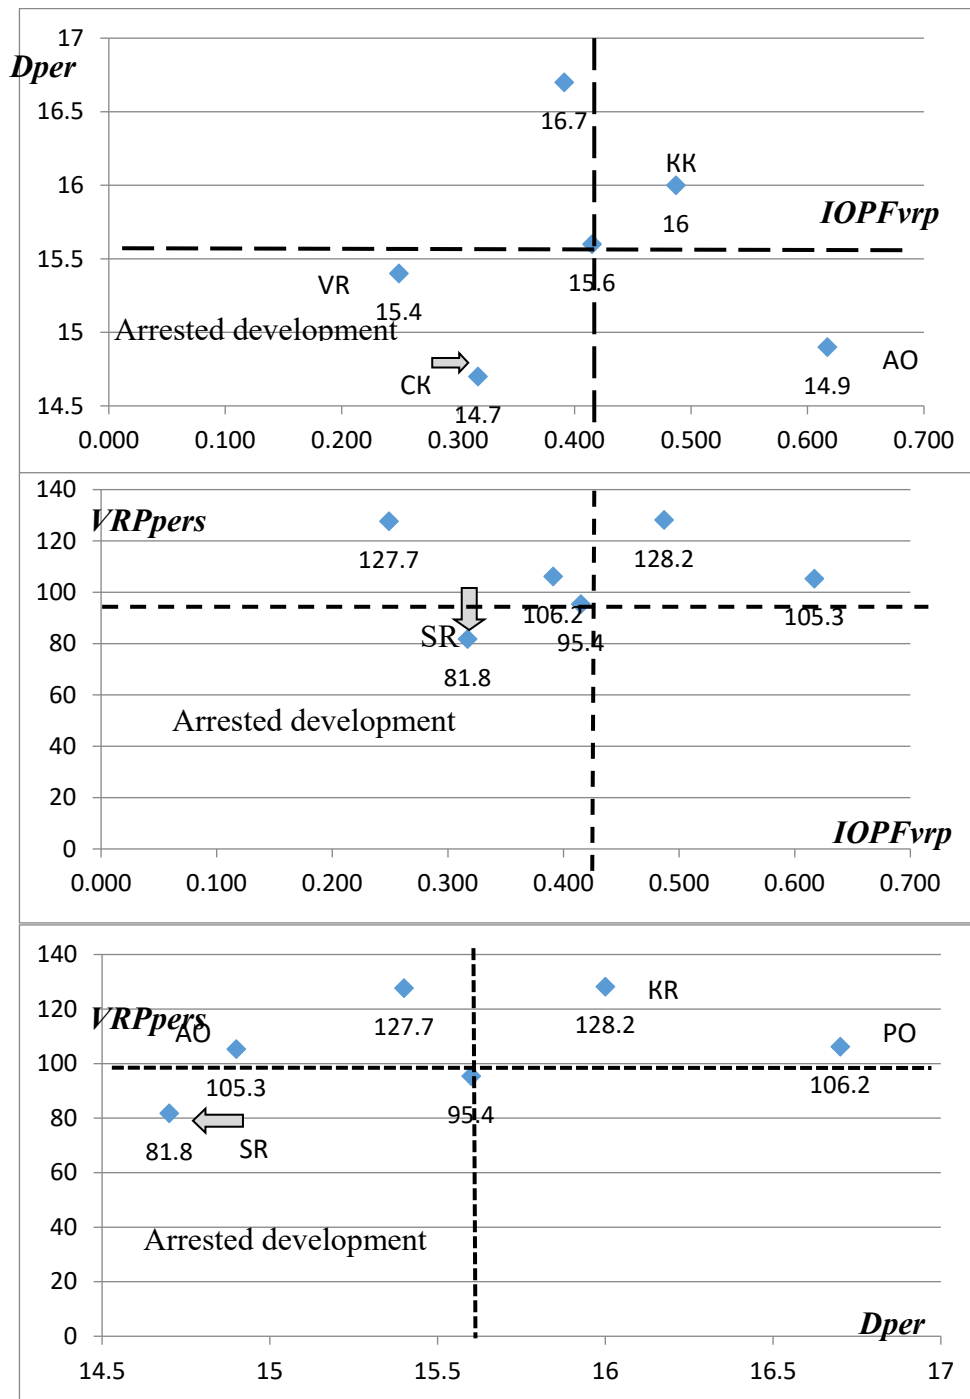 17
Dper
16.5
16.7
КК
16
16
IOPFvrp
15.5
15.6
VR
15.4
Arrested development
15
АО
СК
14.9
14.7
14.5
0.000 0.100 0.200 0.300 0.400 0.500 0.600 0.700
140
VRPpers
120
127.7
128.2
100
106.2
105.3
80
SR
95.4
81.8
60
Arrested development
40
20
IOPFvrp
0
0.000 0.100 0.200 0.300 0.400 0.500 0.600 0.700
140
KR
120
VRPpers
127.7
128.2
АО
PO
100
105.3
106.2
95.4
80
81.8
SR
60
40
Arrested development
20
Dper
0
14.5 15 15.5 16 16.5 17